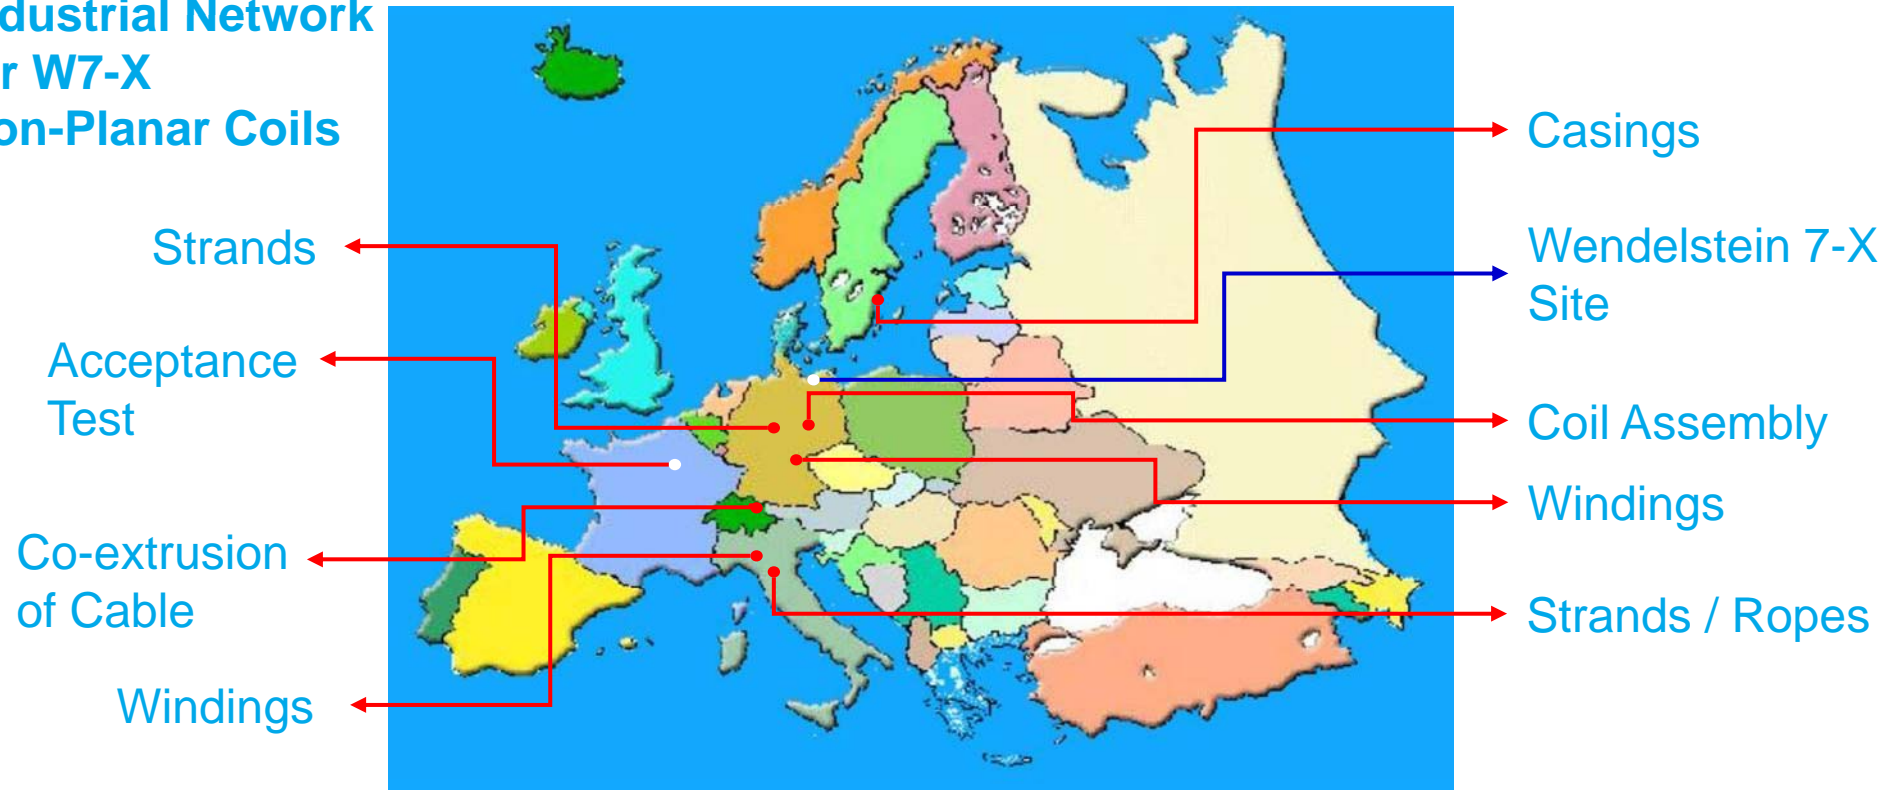 dustrial Network
r W7-X
on-Planar Coils
Strands
Acceptance
Test
Co-extrusion
of Cable
Windings
Casings
Wendelstein 7-X
Site
Coil Assembly
Windings
Strands / Ropes